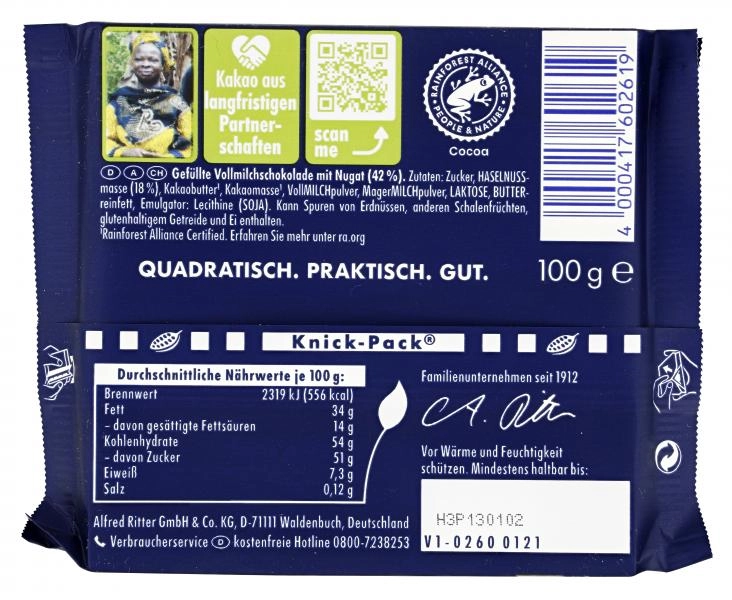 Kakao aus
langfristigen
Partner-
schaften
scan
me
RAINFOREST ALLIANCE
PEOPLE & NATURE
Cocoa
4 000417 602619
D A CH Gefüllte Vollmilchschokolade mit Nugat (42 %). Zutaten: Zucker, HASELNUSS-
masse (18 %), Kakaobutter¹, Kakaomasse¹, VollMILCHpulver, MagerMILCHpulver, LAKTOSE, BUTTER-
reinfett, Emulgator: Lecithine (SOJA). Kann Spuren von Erdnüssen, anderen Schalenfrüchten,
glutenhaltigem Getreide und Ei enthalten.
¹Rainforest Alliance Certified. Erfahren Sie mehr unter ra.org
QUADRATISCH. PRAKTISCH. GUT.
100 g e
Knick-Pack®
Durchschnittliche Nährwerte je 100 g:
Brennwert 2319 kJ (556 kcal)
Fett 34 g
– davon gesättigte Fettsäuren 14 g
Kohlenhydrate 54 g
– davon Zucker 51 g
Eiweiß 7,3 g
Salz 0,12 g
Familienunternehmen seit 1912
Vor Wärme und Feuchtigkeit
schützen. Mindestens haltbar bis:
H3P130102
V1-0260 0121
Alfred Ritter GmbH & Co. KG, D-71111 Waldenbuch, Deutschland
Verbraucherservice D kostenfreie Hotline 0800-7238253